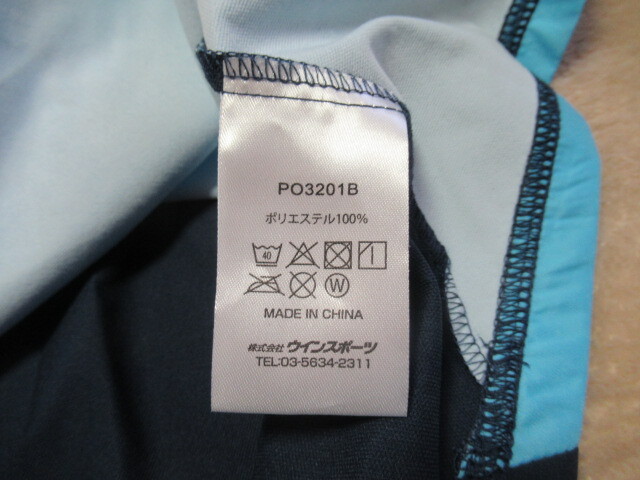 PO3201B
ポリエステル100%
40
W
MADE IN CHINA
株式会社 ウインスポーツ
TEL:03-5634-2311